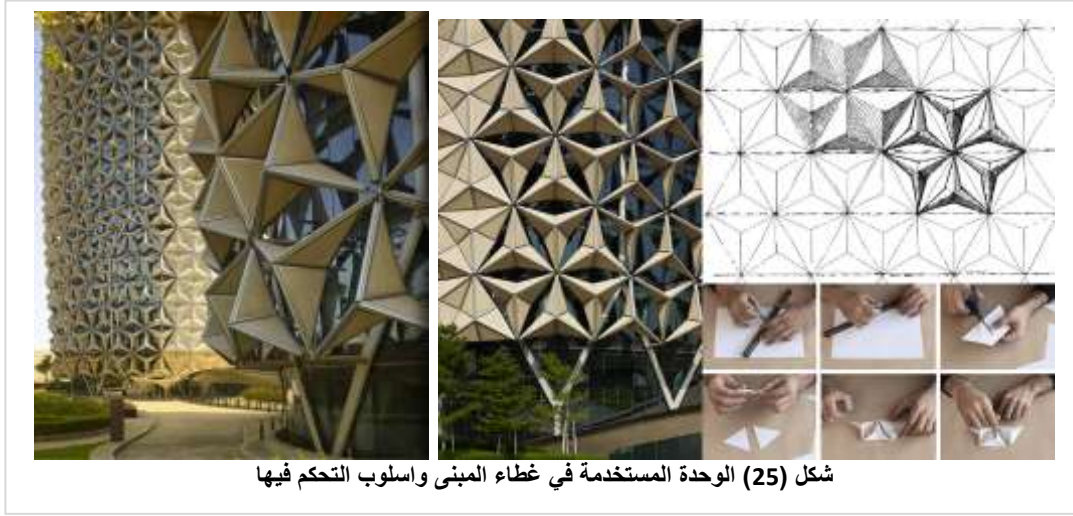 شكل (25) الوحدة المستخدمة في غطاء المبنى واسلوب التحكم فيها